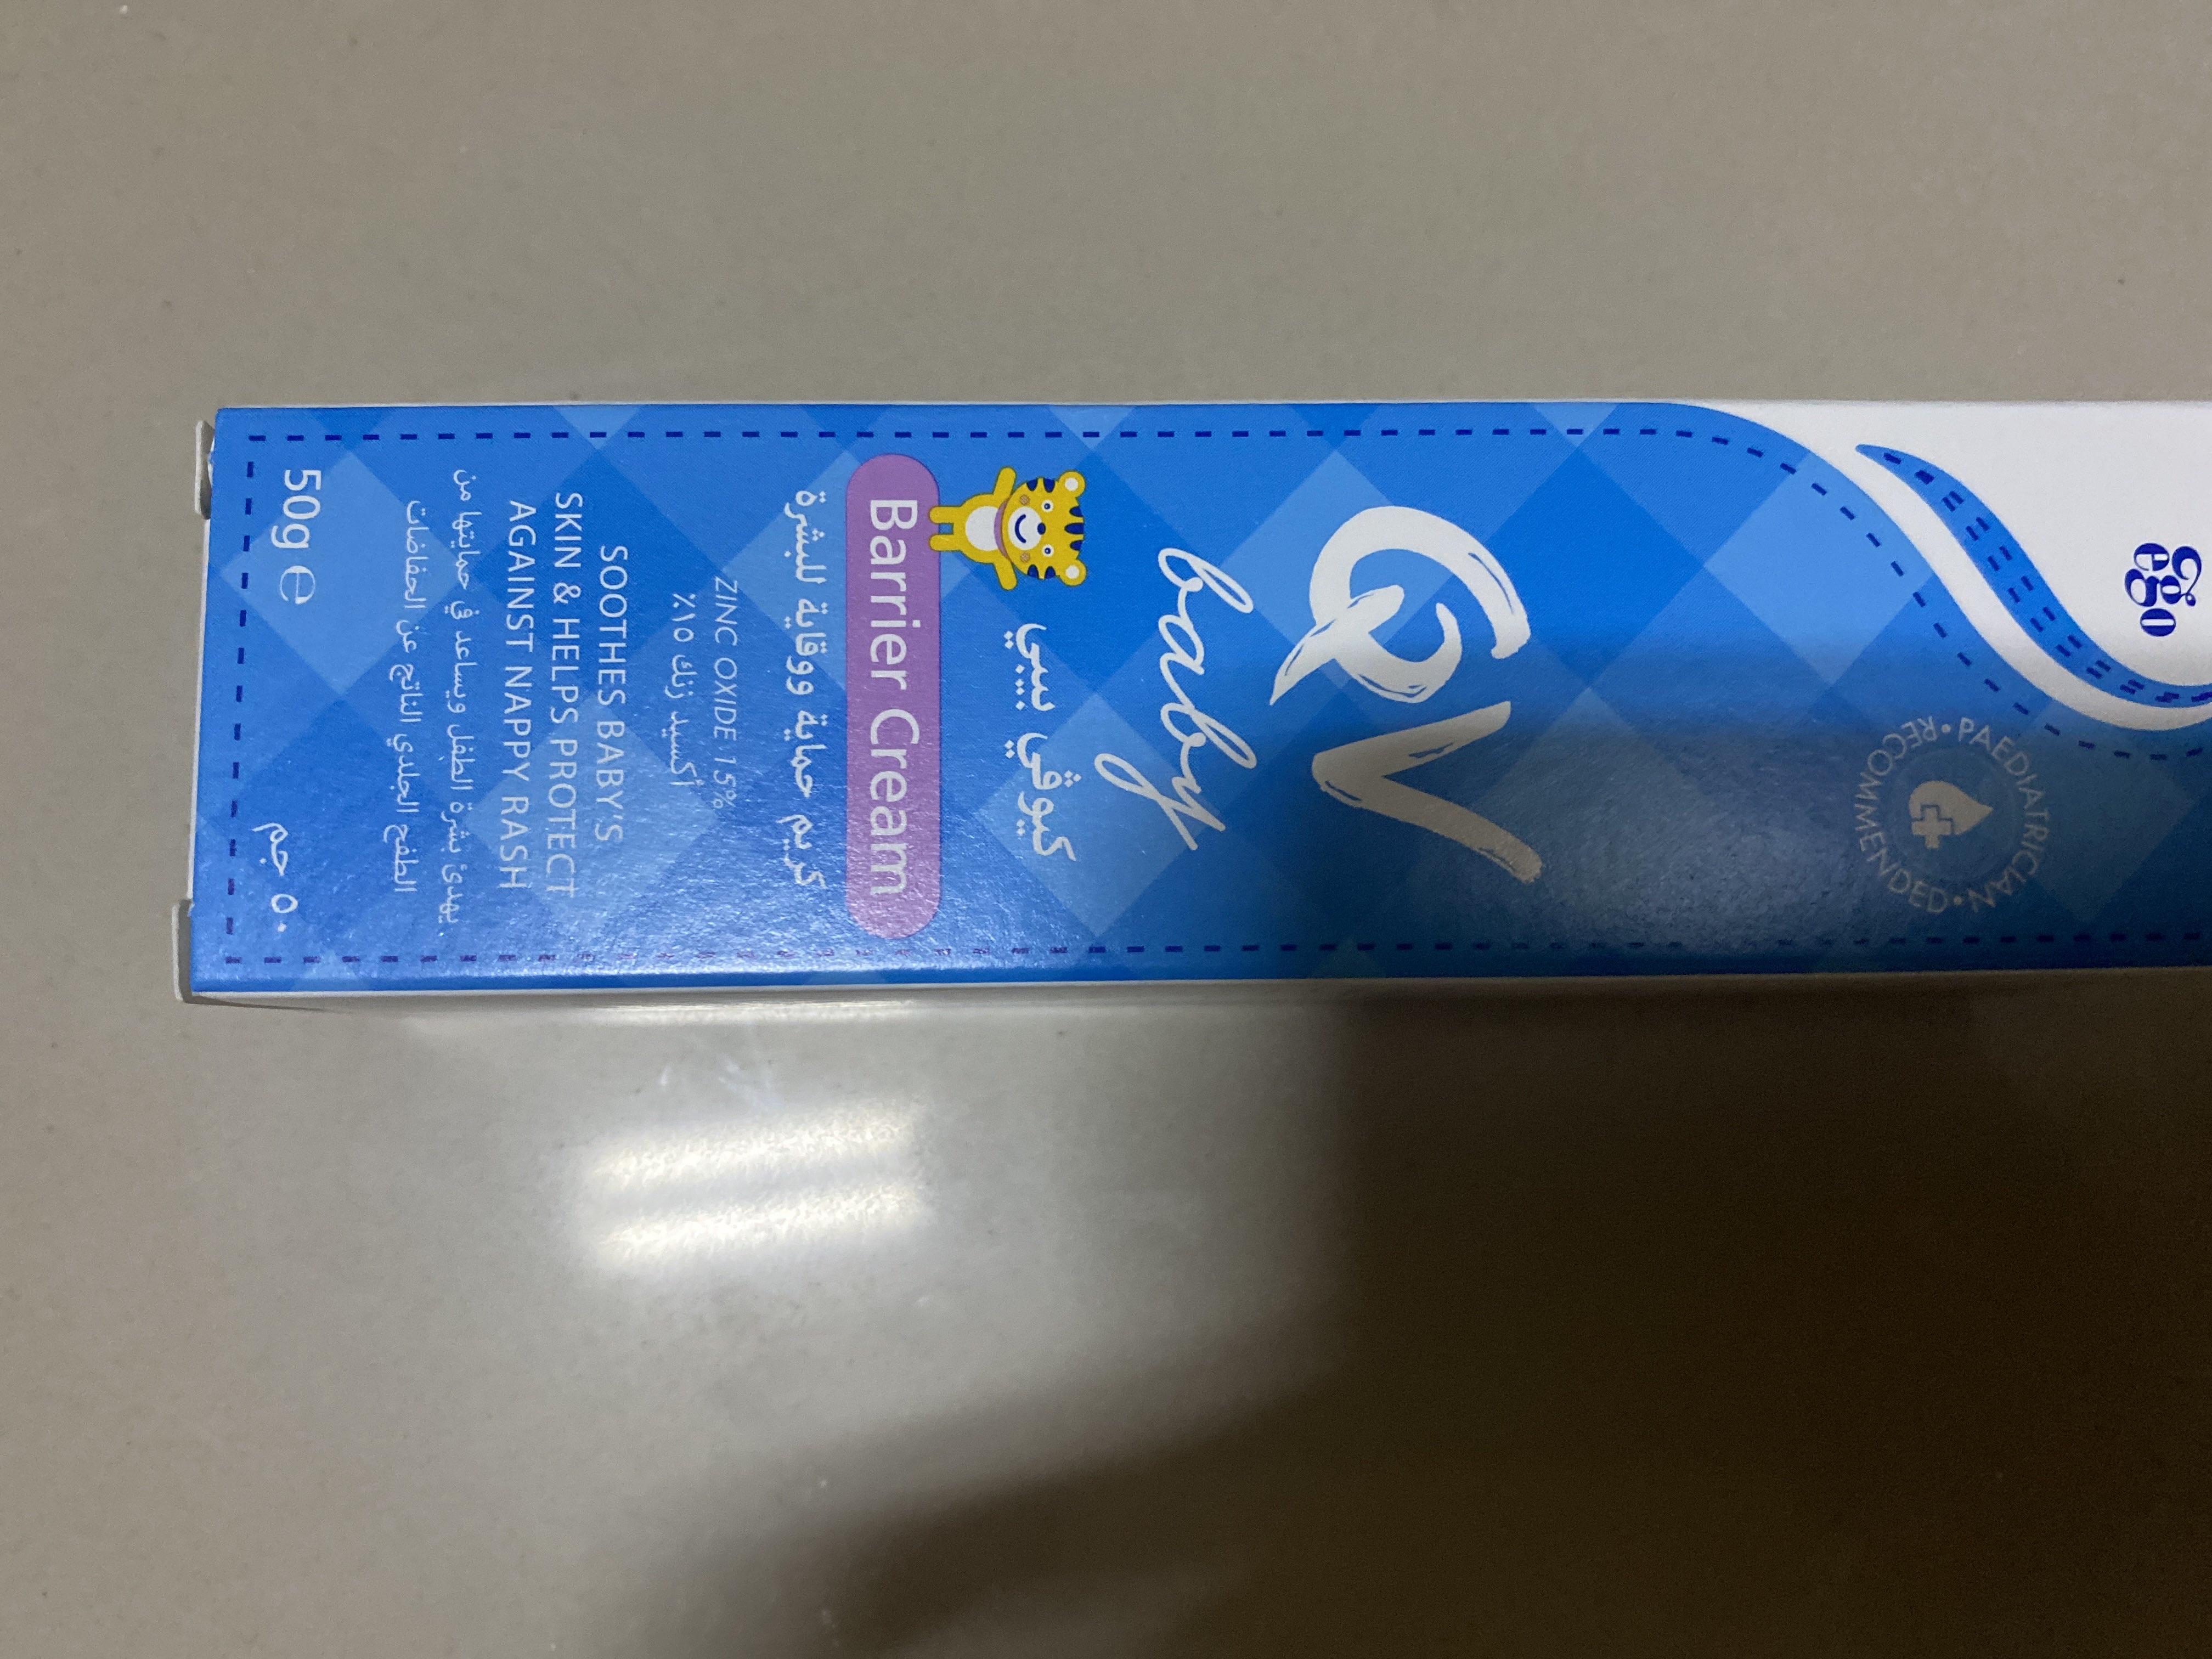 ego
PAEDIATRICIAN • RECOMMENDED •
QV
baby
كيوڤي بيبي
Barrier Cream
كريم حماية ووقاية للبشرة
ZINC OXIDE 15%
أكسيد زنك ١٥٪
SOOTHES BABY'S
SKIN & HELPS PROTECT
AGAINST NAPPY RASH
يهدئ بشرة الطفل ويساعد في حمايتها من
الطفح الجلدي الناتج عن الحفاضات
50g ℮
٥٠ جم